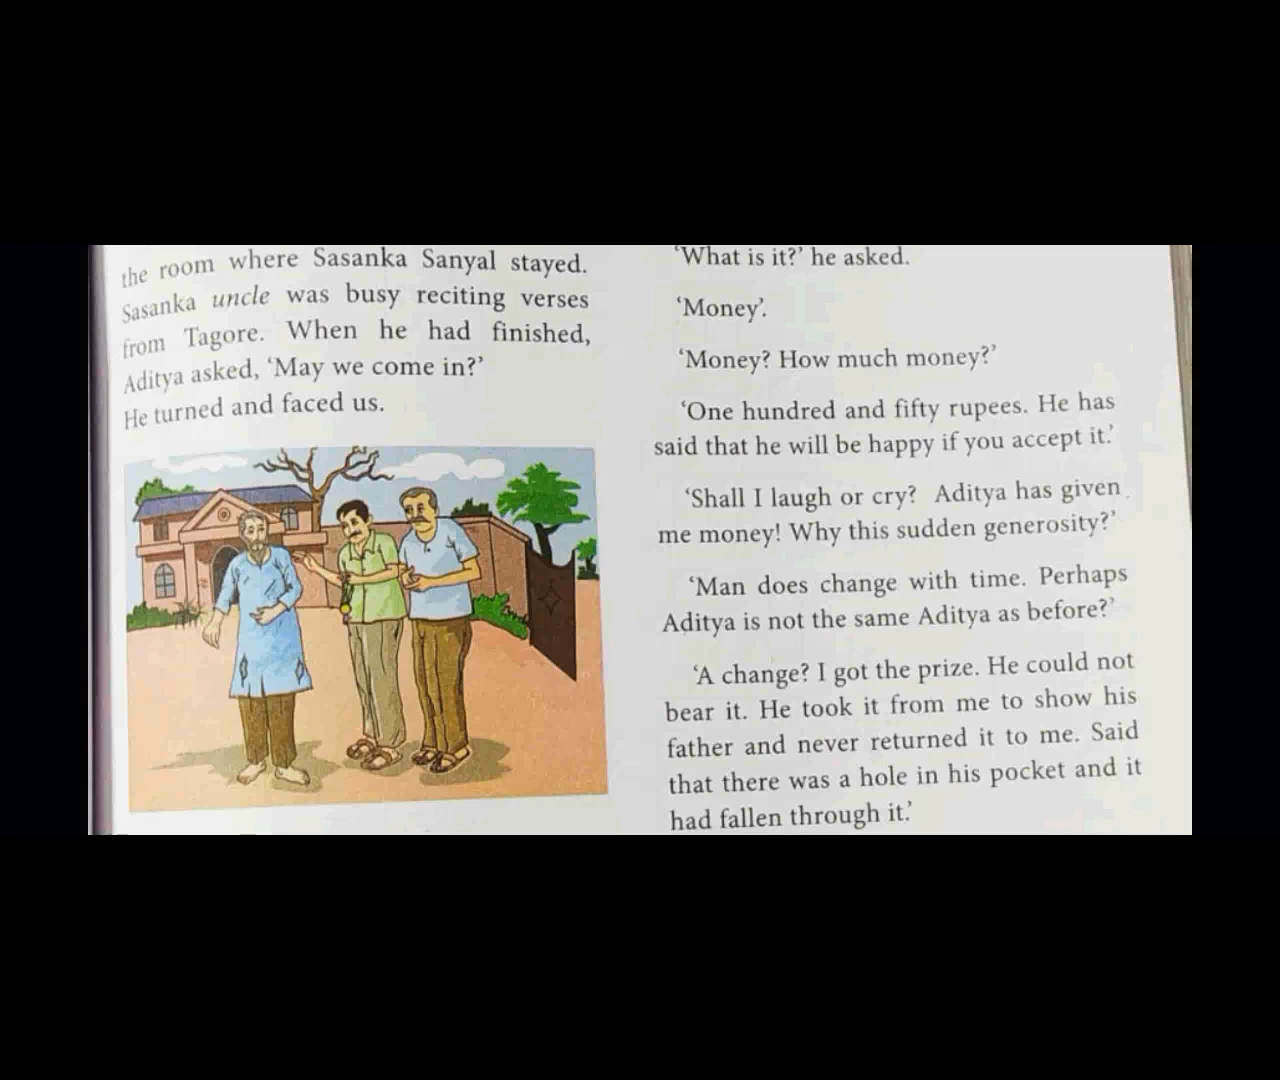 the room where Sasanka Sanyal stayed.
Sasanka uncle was busy reciting verses
from Tagore. When he had finished,
Aditya asked, ‘May we come in?’
He turned and faced us.
‘What is it?’ he asked.
‘Money’.
‘Money? How much money?’
‘One hundred and fifty rupees. He has
said that he will be happy if you accept it.’
‘Shall I laugh or cry? Aditya has given
me money! Why this sudden generosity?’
‘Man does change with time. Perhaps
Aditya is not the same Aditya as before?’
‘A change? I got the prize. He could not
bear it. He took it from me to show his
father and never returned it to me. Said
that there was a hole in his pocket and it
had fallen through it.’